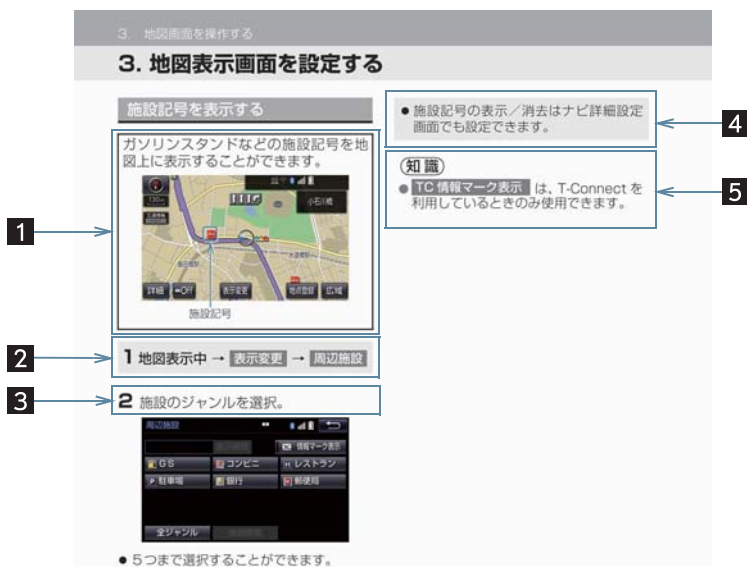 3. 地図画面を操作する
3. 地図表示画面を設定する
施設記号を表示する
ガソリンスタンドなどの施設記号を地
図上に表示することができます。
小石川橋
詳細
表示変更
地点登録
広域
施設記号
1
1 地図表示中 → 表示変更 → 周辺施設
2
2 施設のジャンルを選択。
3
周辺施設
情報マーク表示
GS
コンビニ
レストラン
P 駐車場
銀行
郵便局
全ジャンル
● 5つまで選択することができます。
● 施設記号の表示/消去はナビ詳細設定
画面でも設定できます。
4
知識
● TC 情報マーク表示 は、T-Connect を
利用しているときのみ使用できます。
5